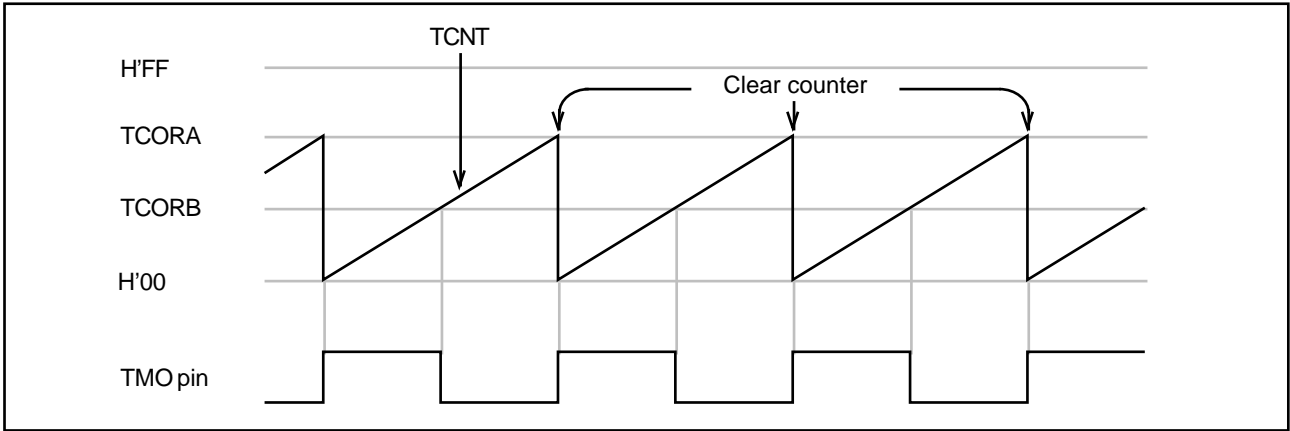 TCNT
H'FF
Clear counter
TCORA
TCORB
H'00
TMO pin